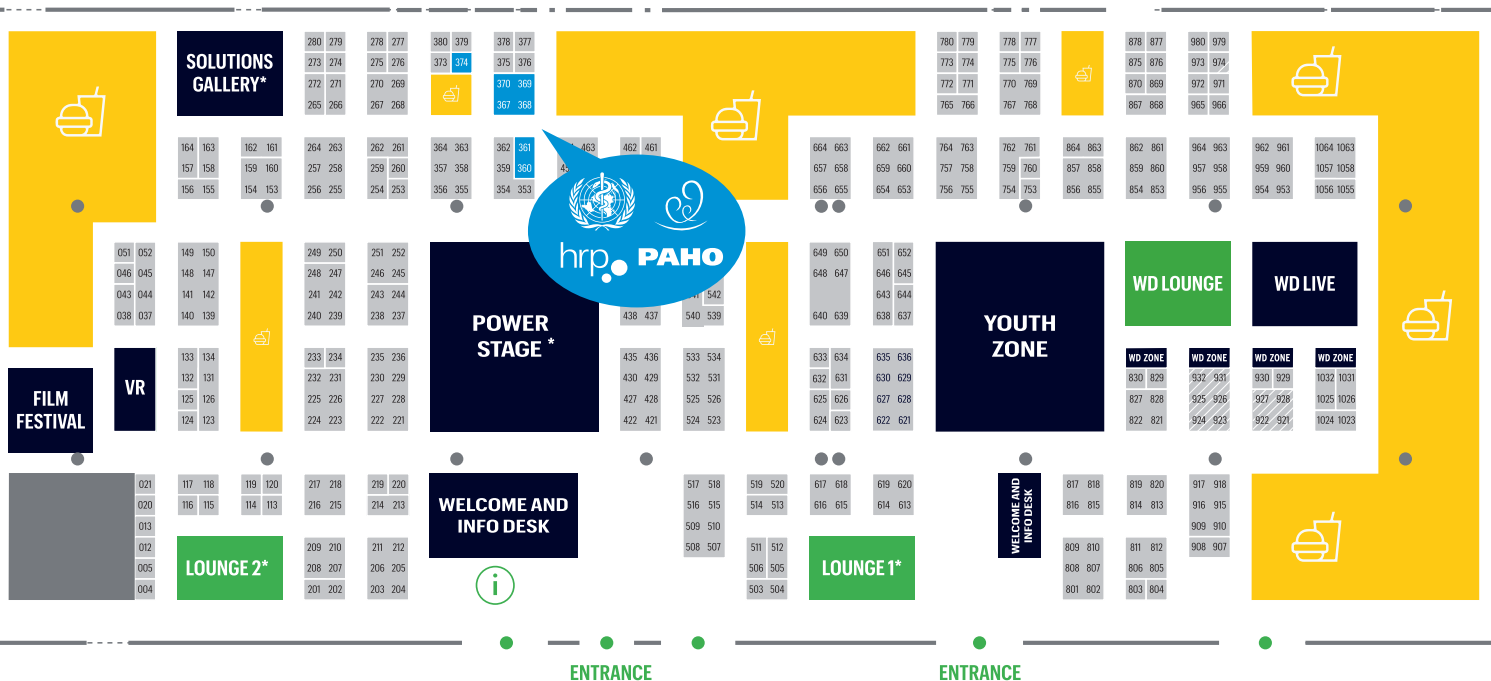 SOLUTIONS
GALLERY*
280 279 278 277 380 379 378 377 780 779 778 777 878 877 980 979
273 274 275 276 373 374 375 376 773 774 775 776 875 876 973 974
272 271 270 269 370 369 772 771 770 769 870 869 972 971
265 266 267 268 367 368 765 766 767 768 867 868 965 966
164 163 162 161 264 263 262 261 364 363 362 361 463 462 461 664 663 662 661 764 763 762 761 864 863 862 861 964 963 962 961 1064 1063
157 158 159 160 257 258 259 260 357 358 359 360 657 658 659 660 757 758 759 760 857 858 859 860 957 958 959 960 1057 1058
156 155 154 153 256 255 254 253 356 355 354 353 656 655 654 653 756 755 754 753 856 855 854 853 956 955 954 953 1056 1055
hrp PAHO
051 052 149 150 249 250 251 252 649 650 651 652
046 045 148 147 248 247 246 245 648 647 646 645
043 044 141 142 241 242 243 244 542 643 644
038 037 140 139 240 239 238 237 438 437 540 539 640 639 638 637
POWER
STAGE *
YOUTH
ZONE
WD LOUNGE
WD LIVE
FILM
FESTIVAL
VR
133 134 233 234 235 236 435 436 533 534 633 634 635 636 WD ZONE WD ZONE WD ZONE WD ZONE
132 131 232 231 230 229 430 429 532 531 632 631 630 629 830 829 932 931 930 929 1032 1031
125 126 225 226 227 228 427 428 525 526 625 626 627 628 827 828 925 926 927 928 1025 1026
124 123 224 223 222 221 422 421 524 523 624 623 622 621 822 821 924 923 922 921 1024 1023
021 117 118 119 120 217 218 219 220 517 518 519 520 617 618 619 620 817 818 819 820 917 918
020 116 115 114 113 216 215 214 213 516 515 514 513 616 615 614 613 816 815 814 813 916 915
013 509 510 909 910
012 209 210 211 212 508 507 511 512 809 810 811 812 908 907
005 208 207 206 205 506 505 808 807 806 805
004 201 202 203 204 503 504 801 802 803 804
WELCOME AND
INFO DESK
WELCOME AND
INFO DESK
LOUNGE 2*
LOUNGE 1*
i
ENTRANCE ENTRANCE